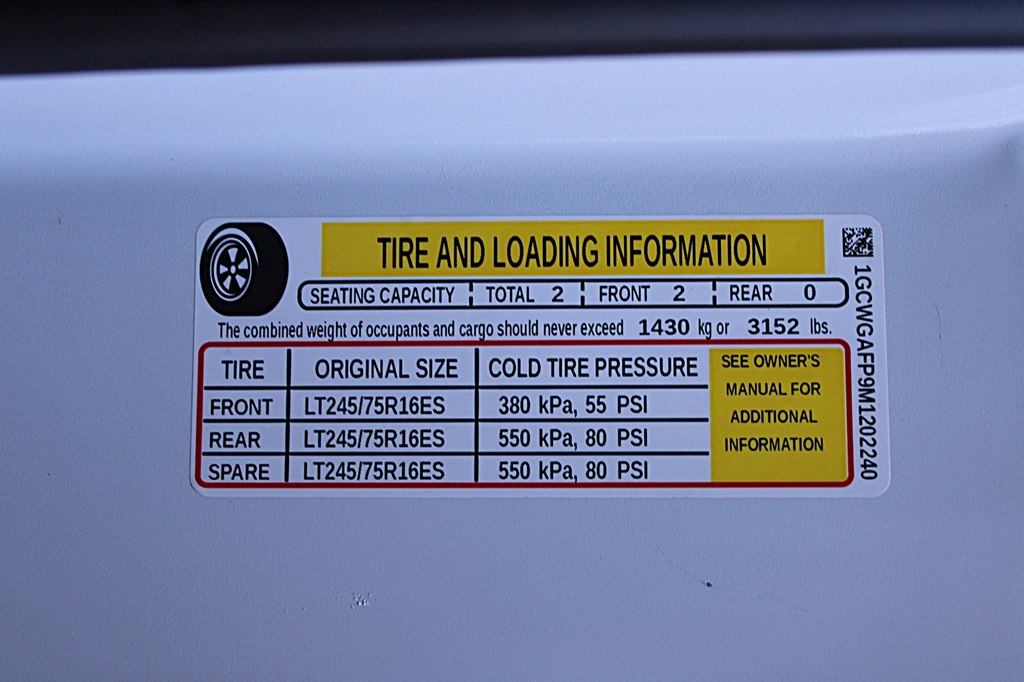 TIRE AND LOADING INFORMATION
SEATING CAPACITY TOTAL 2 FRONT 2 REAR 0
The combined weight of occupants and cargo should never exceed 1430 kg or 3152 lbs.
TIRE ORIGINAL SIZE COLD TIRE PRESSURE
FRONT LT245/75R16ES 380 kPa, 55 PSI
REAR LT245/75R16ES 550 kPa, 80 PSI
SPARE LT245/75R16ES 550 kPa, 80 PSI
SEE OWNER'S
MANUAL FOR
ADDITIONAL
INFORMATION
1GCWGAFP9M1202240